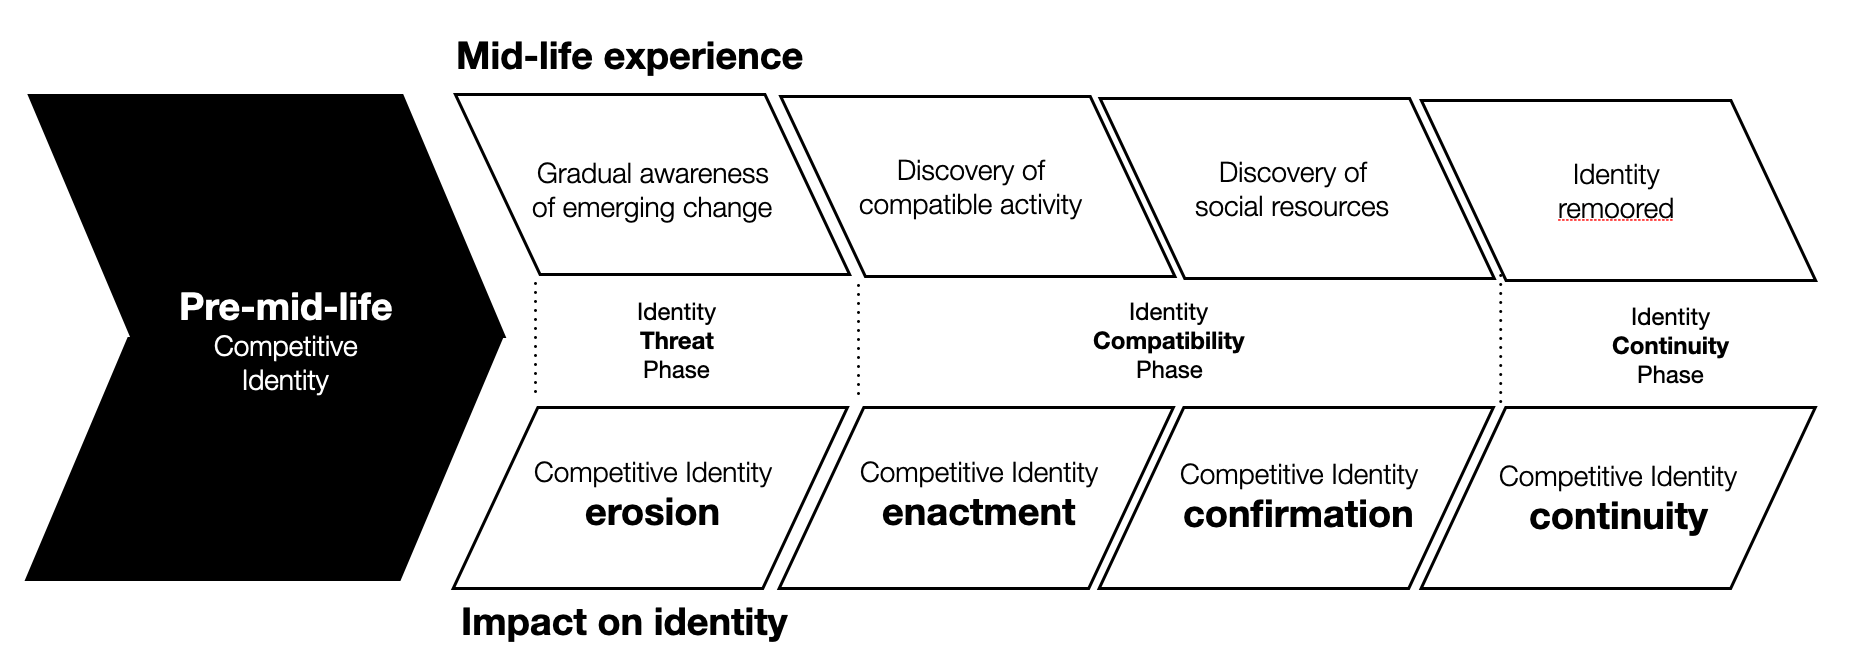 Mid-life experience
Gradual awareness
of emerging change
Discovery of
compatible activity
Discovery of
social resources
Identity
remoored
Pre-mid-life
Competitive
Identity
Identity
Threat
Phase
Identity
Compatibility
Phase
Identity
Continuity
Phase
Competitive Identity
erosion
Competitive Identity
enactment
Competitive Identity
confirmation
Competitive Identity
continuity
Impact on identity